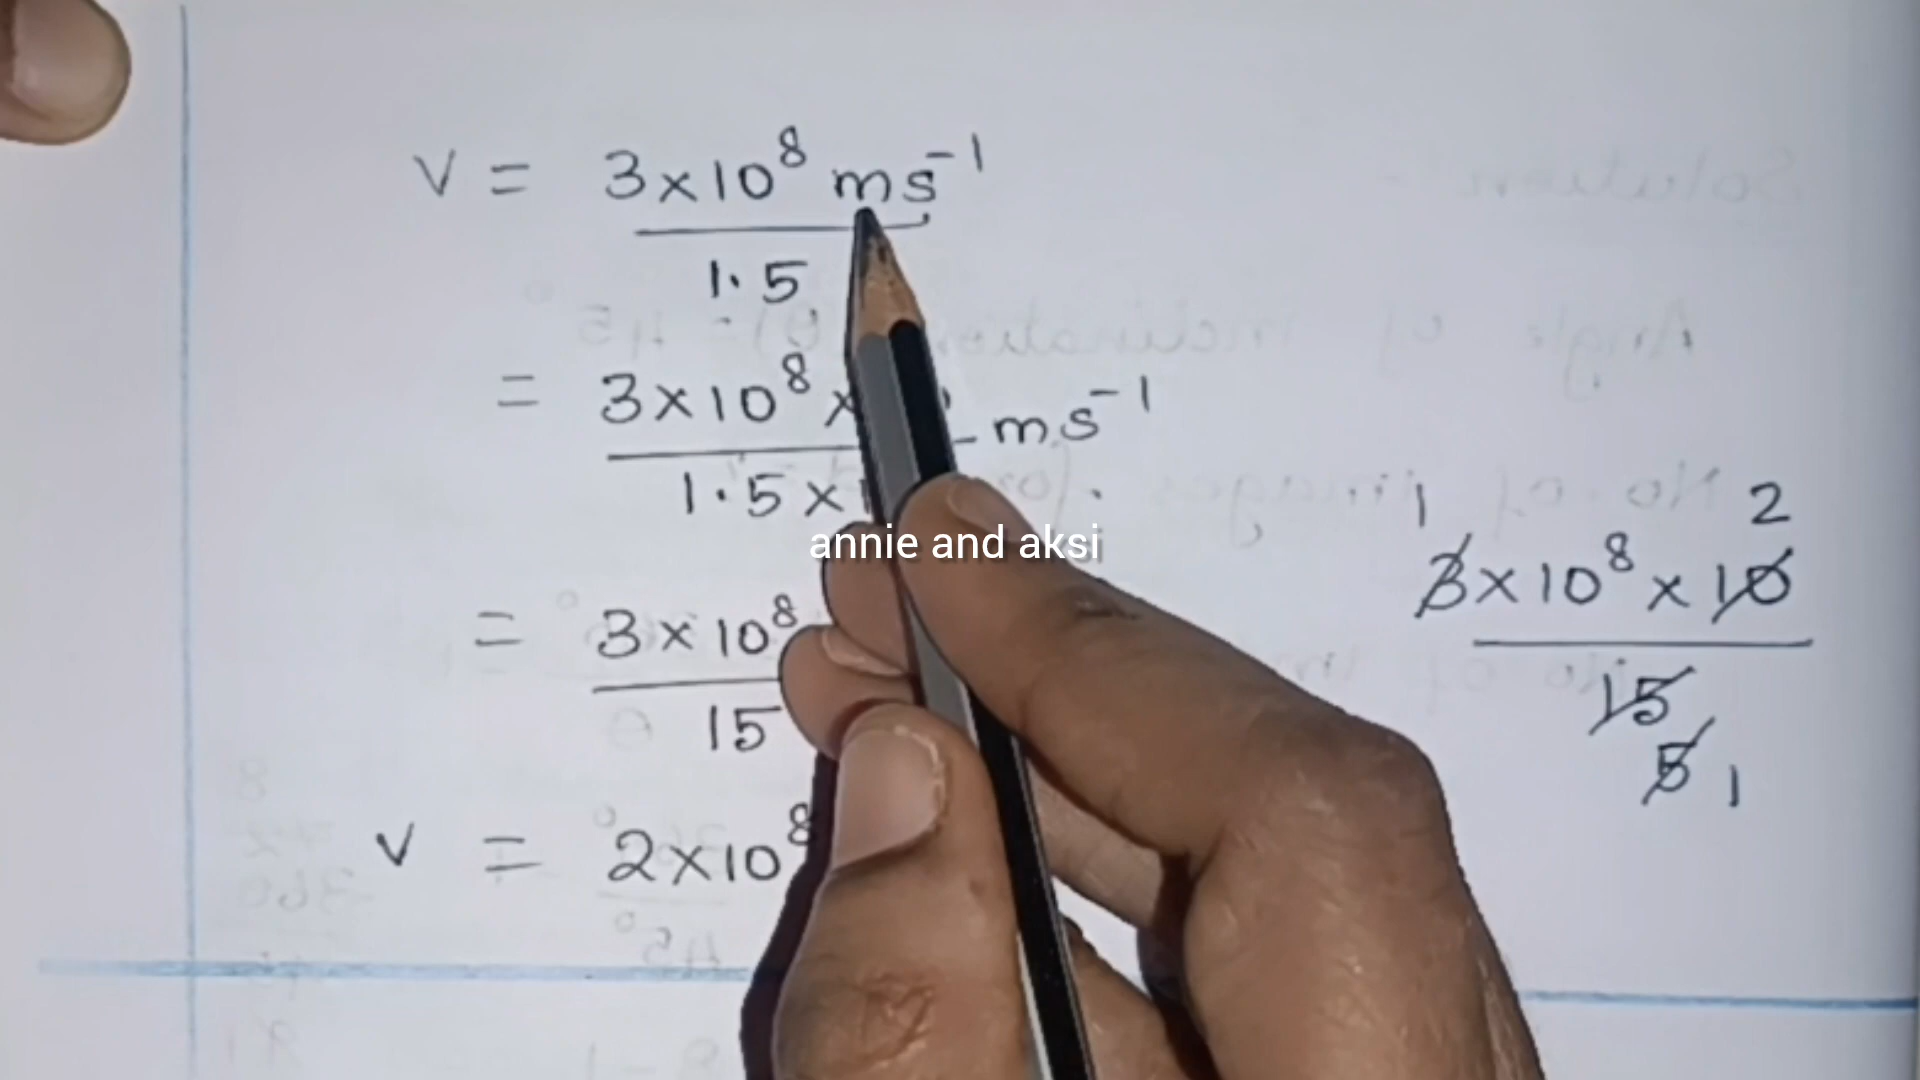 V = 3×10⁸ ms⁻¹
1.5
= 3×10⁸ × ms⁻¹
1.5×
annie and aksi
= 3×10⁸
15
V = 2×10⁸
1 2
3×10⁸×10
15
5 1